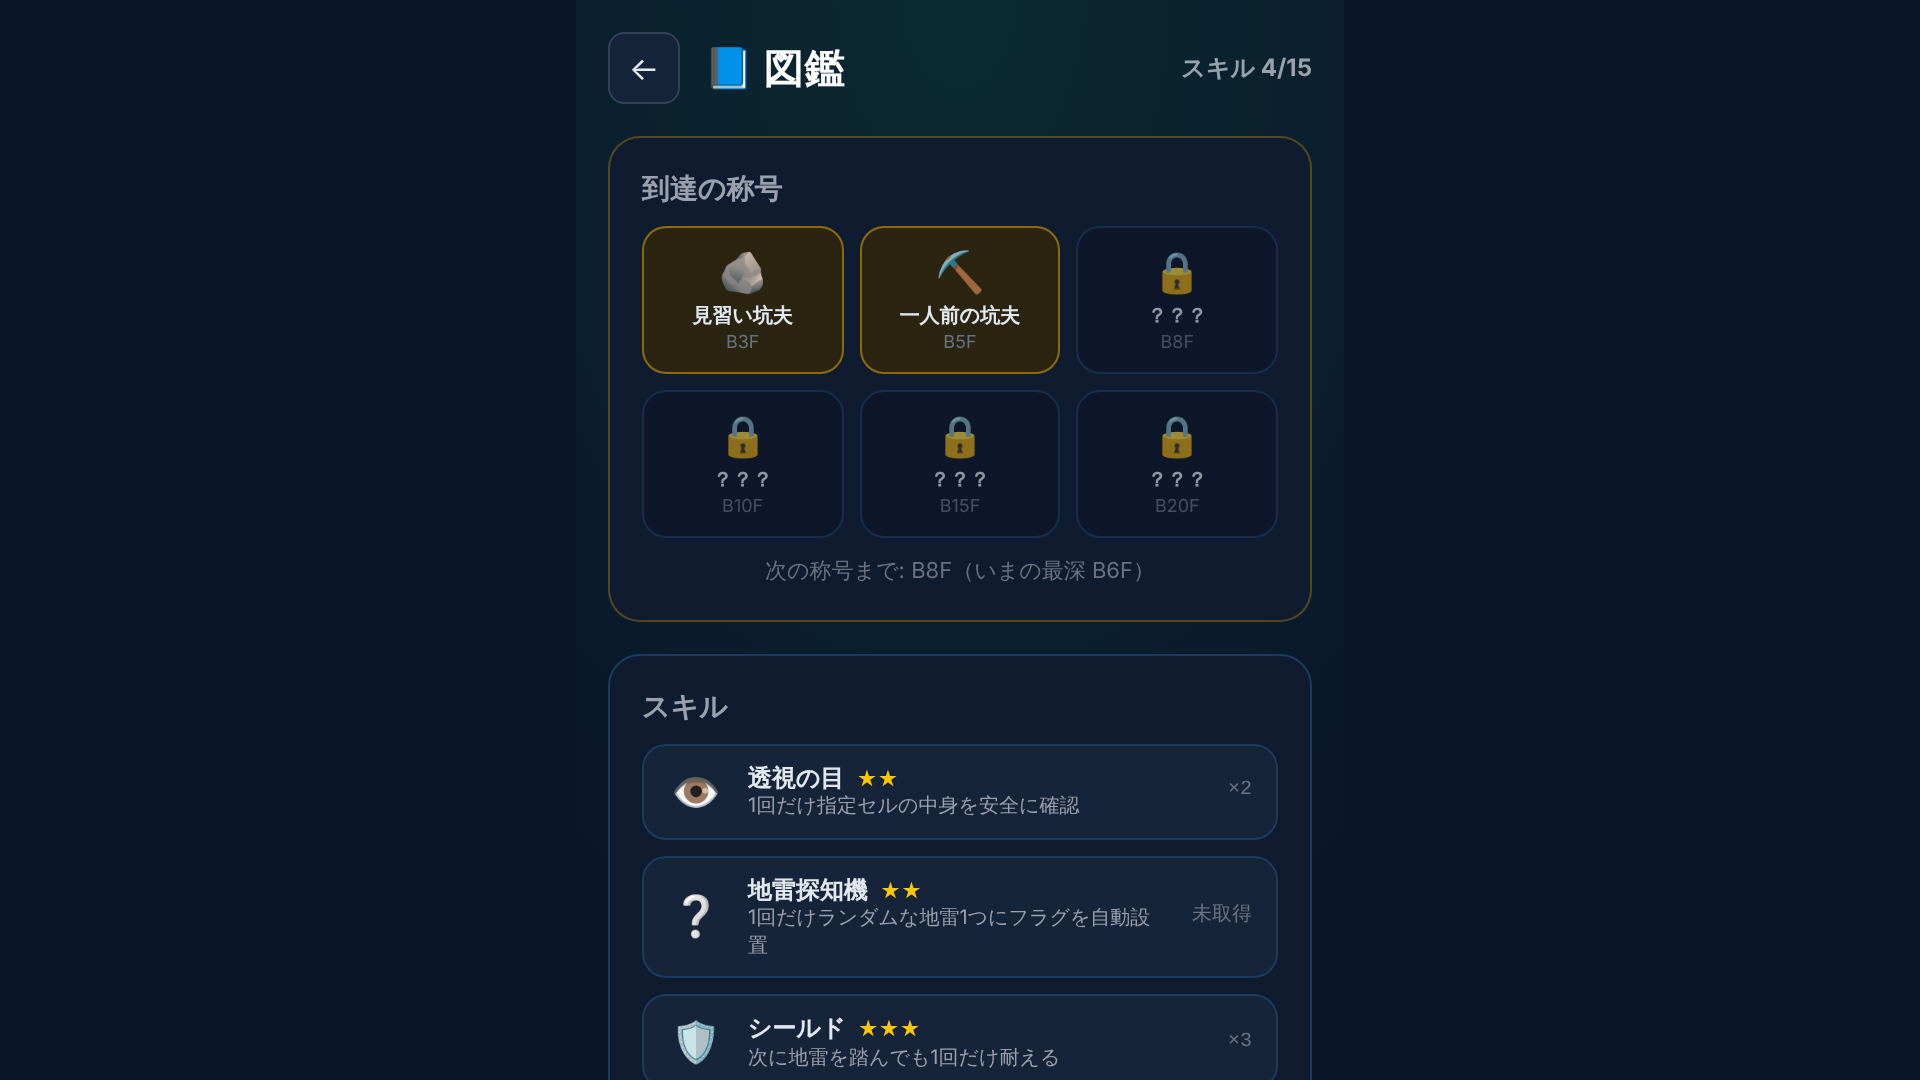 図鑑
スキル 4/15
到達の称号
見習い坑夫
B3F
一人前の坑夫
B5F
？？？
B8F
？？？
B10F
？？？
B15F
？？？
B20F
次の称号まで: B8F（いまの最深 B6F）
スキル
透視の目 ★★
1回だけ指定セルの中身を安全に確認
×2
地雷探知機 ★★
1回だけランダムな地雷1つにフラグを自動設
置
未取得
シールド ★★★
次に地雷を踏んでも1回だけ耐える
×3